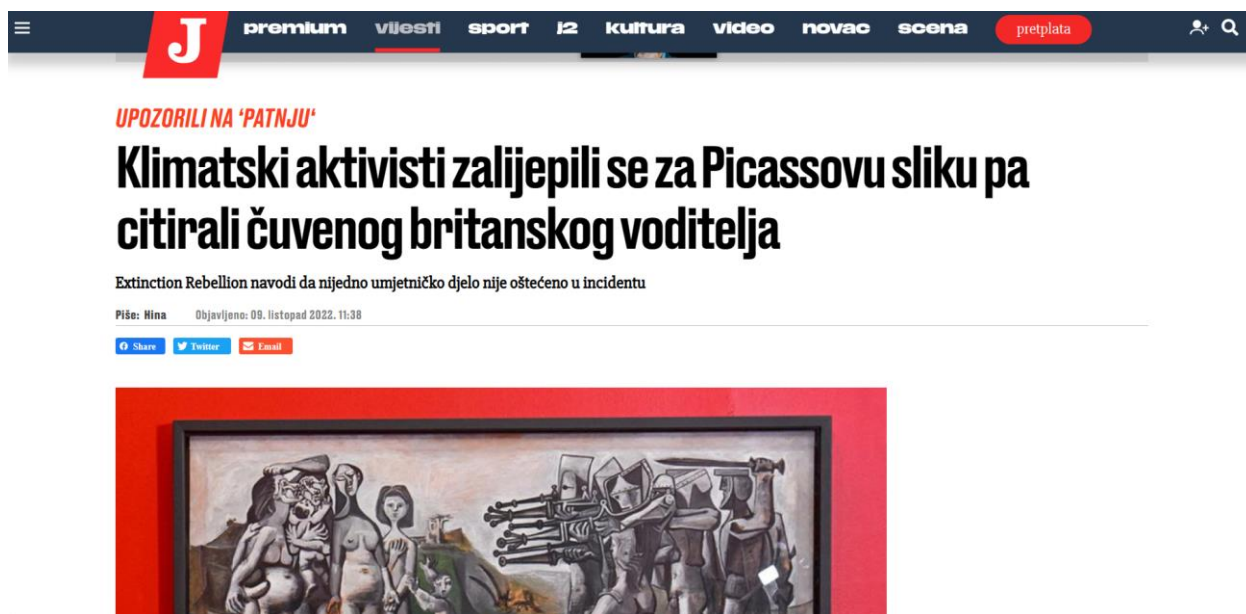 J premium vijesti sport j2 kultura video novac scena pretplata
UPOZORILI NA ‘PATNJU‘
Klimatski aktivisti zalijepili se za Picassovu sliku pa
citirali čuvenog britanskog voditelja
Extinction Rebellion navodi da nijedno umjetničko djelo nije oštećeno u incidentu
Piše: Hina Objavljeno: 09. listopad 2022. 11:38
Share Twitter Email